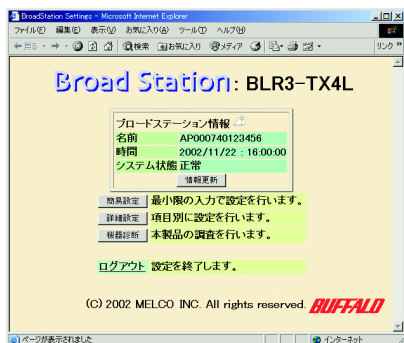 BroadStation Settings - Microsoft Internet Explorer
ファイル(F) 編集(E) 表示(V) お気に入り(A) ツール(T) ヘルプ(H)
戻る 検索 お気に入り メディア リンク »
Broad Station: BLR3-TX4L
ブロードステーション情報
名前 AP000740123456
時間 2002/11/22 : 16:00:00
システム状態 正常
情報更新
簡易設定 最小限の入力で設定を行います。
詳細設定 項目別に設定を行います。
機器診断 本製品の調査を行います。
ログアウト 設定を終了します。
(C) 2002 MELCO INC. All rights reserved. BUFFALO
ページが表示されました インターネット